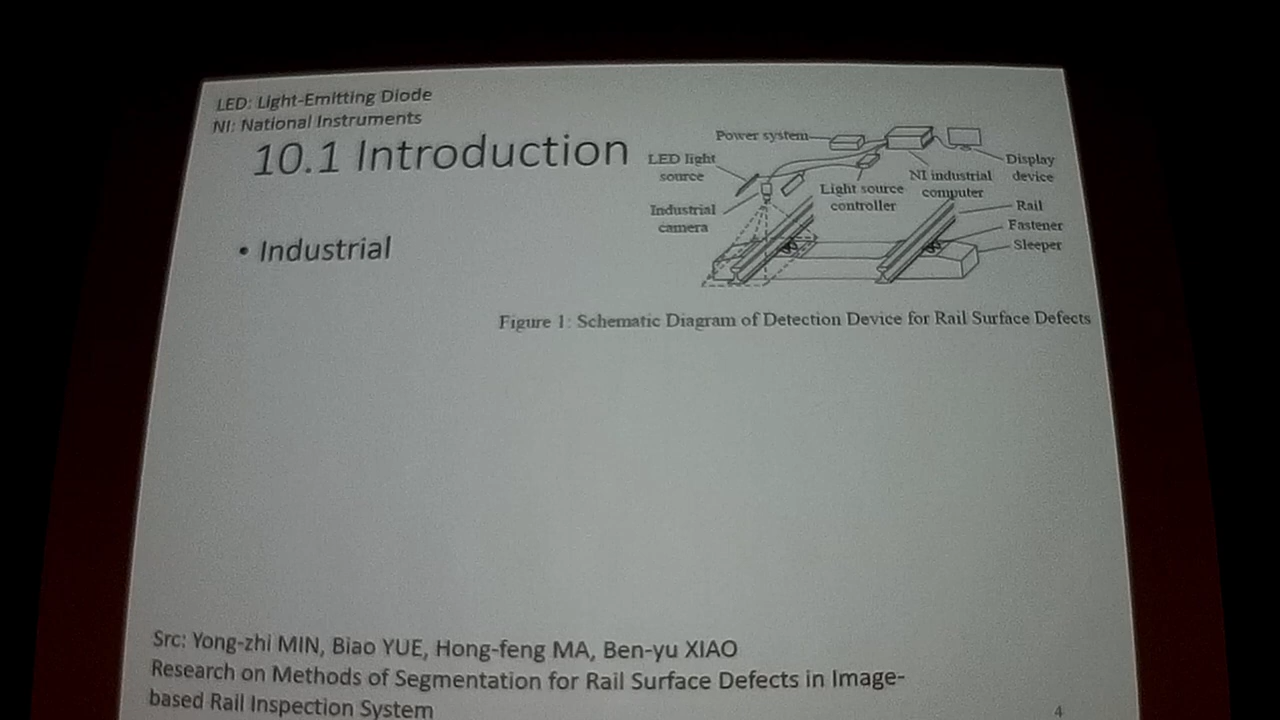 LED: Light-Emitting Diode
NI: National Instruments
10.1 Introduction
• Industrial
Power system
LED light
source
Industrial
camera
Light source
controller
NI industrial
computer
Display
device
Rail
Fastener
Sleeper
Figure 1: Schematic Diagram of Detection Device for Rail Surface Defects
Src: Yong-zhi MIN, Biao YUE, Hong-feng MA, Ben-yu XIAO
Research on Methods of Segmentation for Rail Surface Defects in Image-
based Rail Inspection System
4